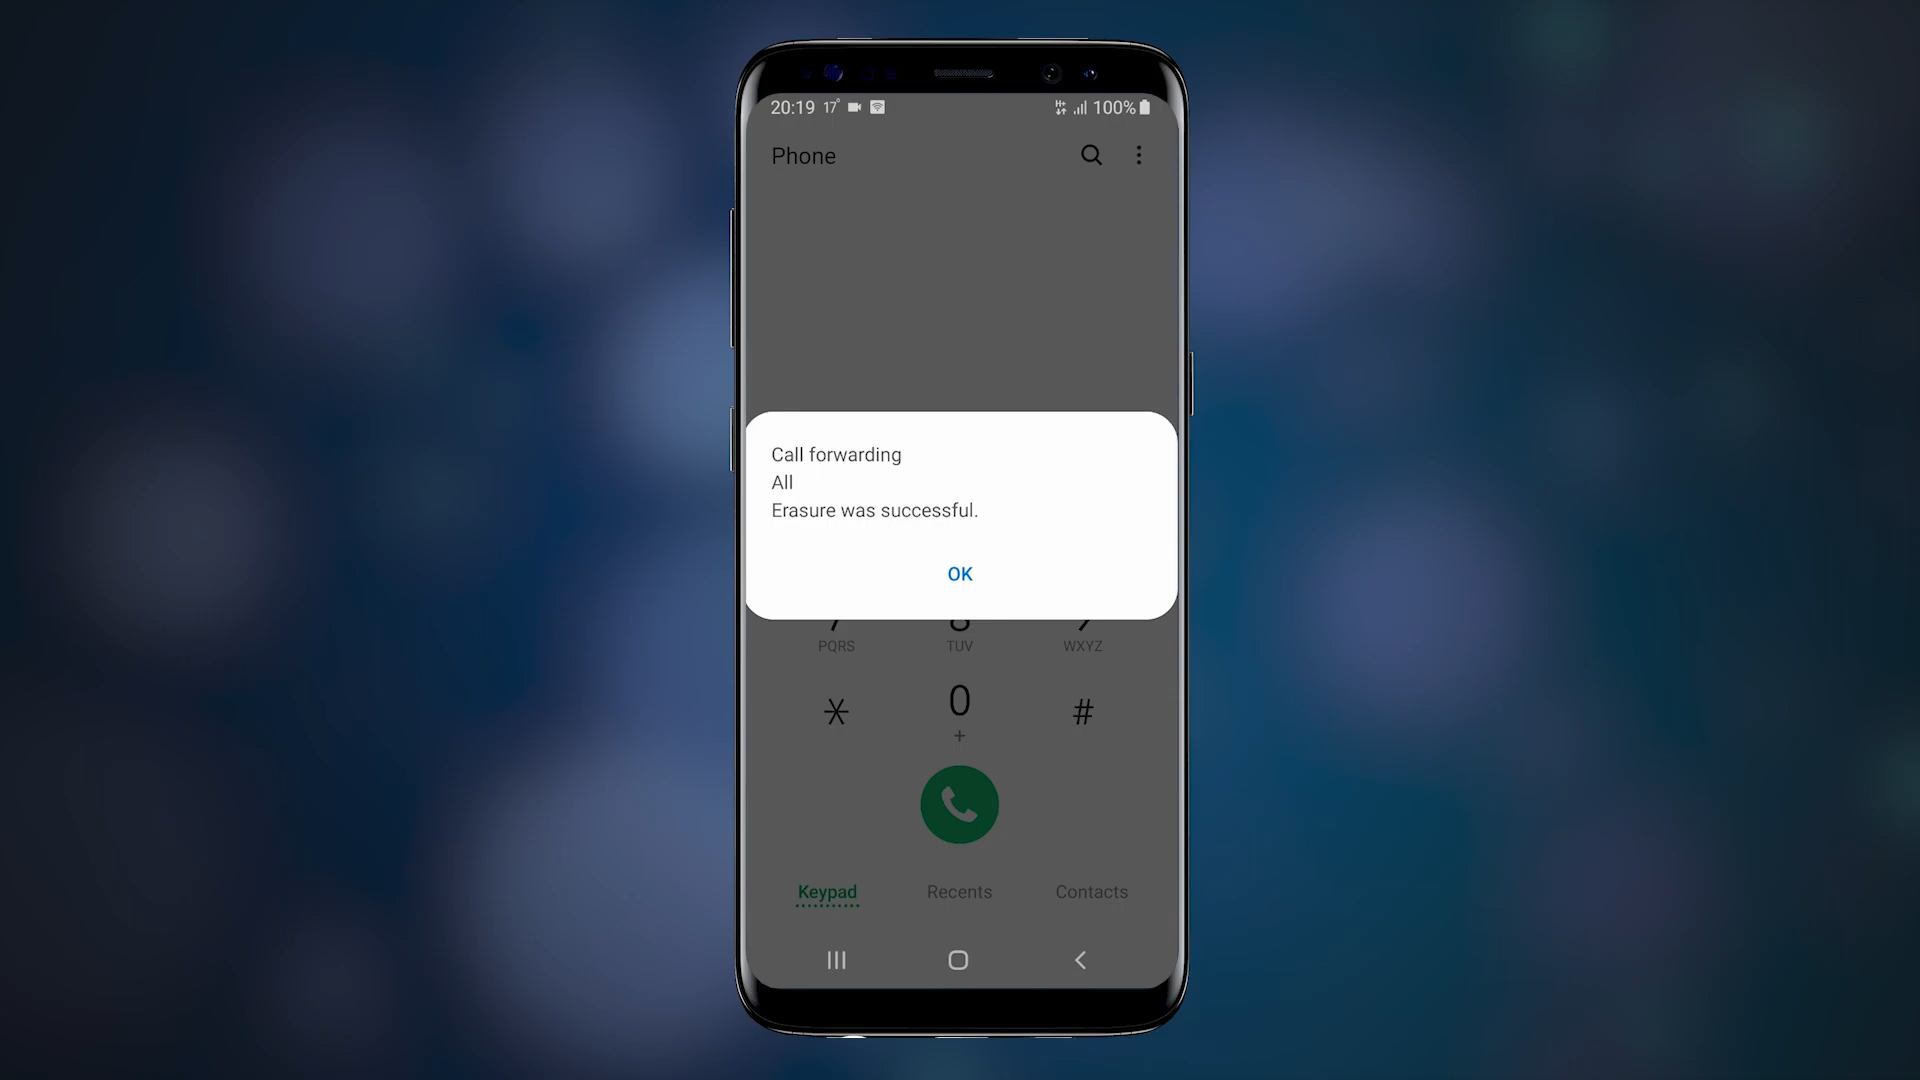 20:19 17° 100%
Phone
Call forwarding
All
Erasure was successful.
OK
PQRS TUV WXYZ
* 0 #
+
Keypad Recents Contacts